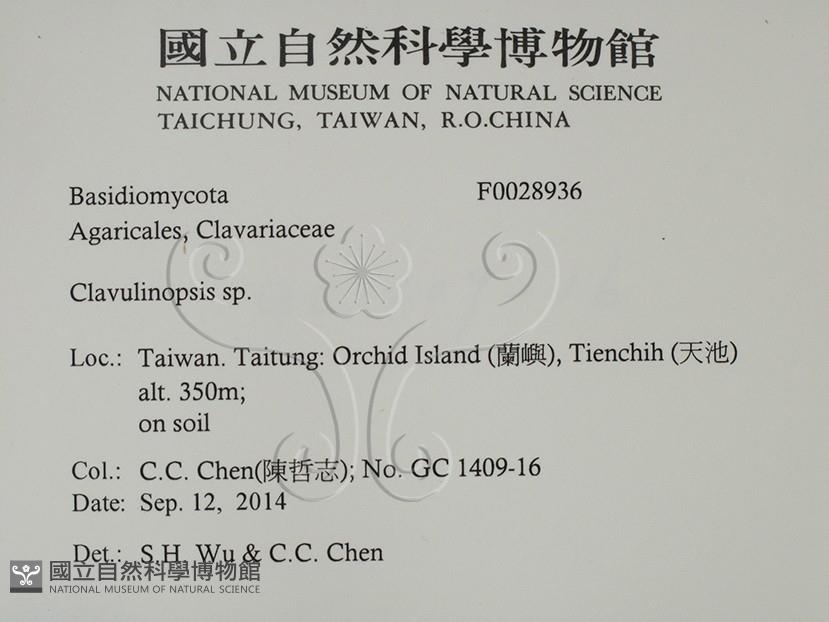 國立自然科學博物館
NATIONAL MUSEUM OF NATURAL SCIENCE
TAICHUNG, TAIWAN, R.O.CHINA
Basidiomycota F0028936
Agaricales, Clavariaceae
Clavulinopsis sp.
Loc.: Taiwan. Taitung: Orchid Island (蘭嶼), Tienchih (天池)
alt. 350m;
on soil
Col.: C.C. Chen(陳哲志); No. GC 1409-16
Date: Sep. 12, 2014
Det.: S.H. Wu & C.C. Chen
國立自然科學博物館
NATIONAL MUSEUM OF NATURAL SCIENCE